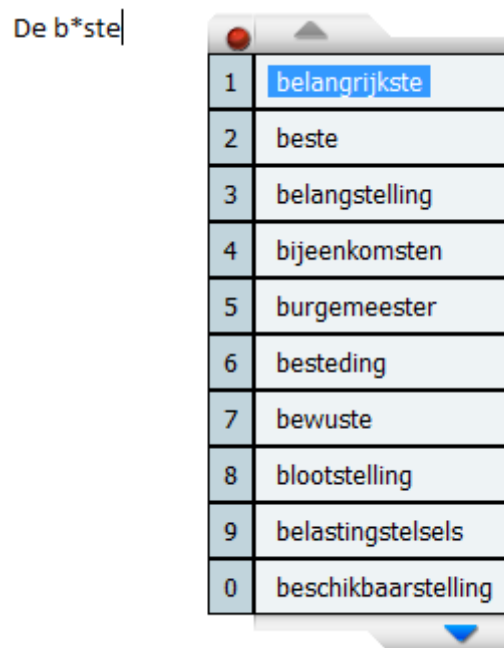 De b*ste
1 belangrijkste
2 beste
3 belangstelling
4 bijeenkomsten
5 burgemeester
6 besteding
7 bewuste
8 blootstelling
9 belastingstelsels
0 beschikbaarstelling